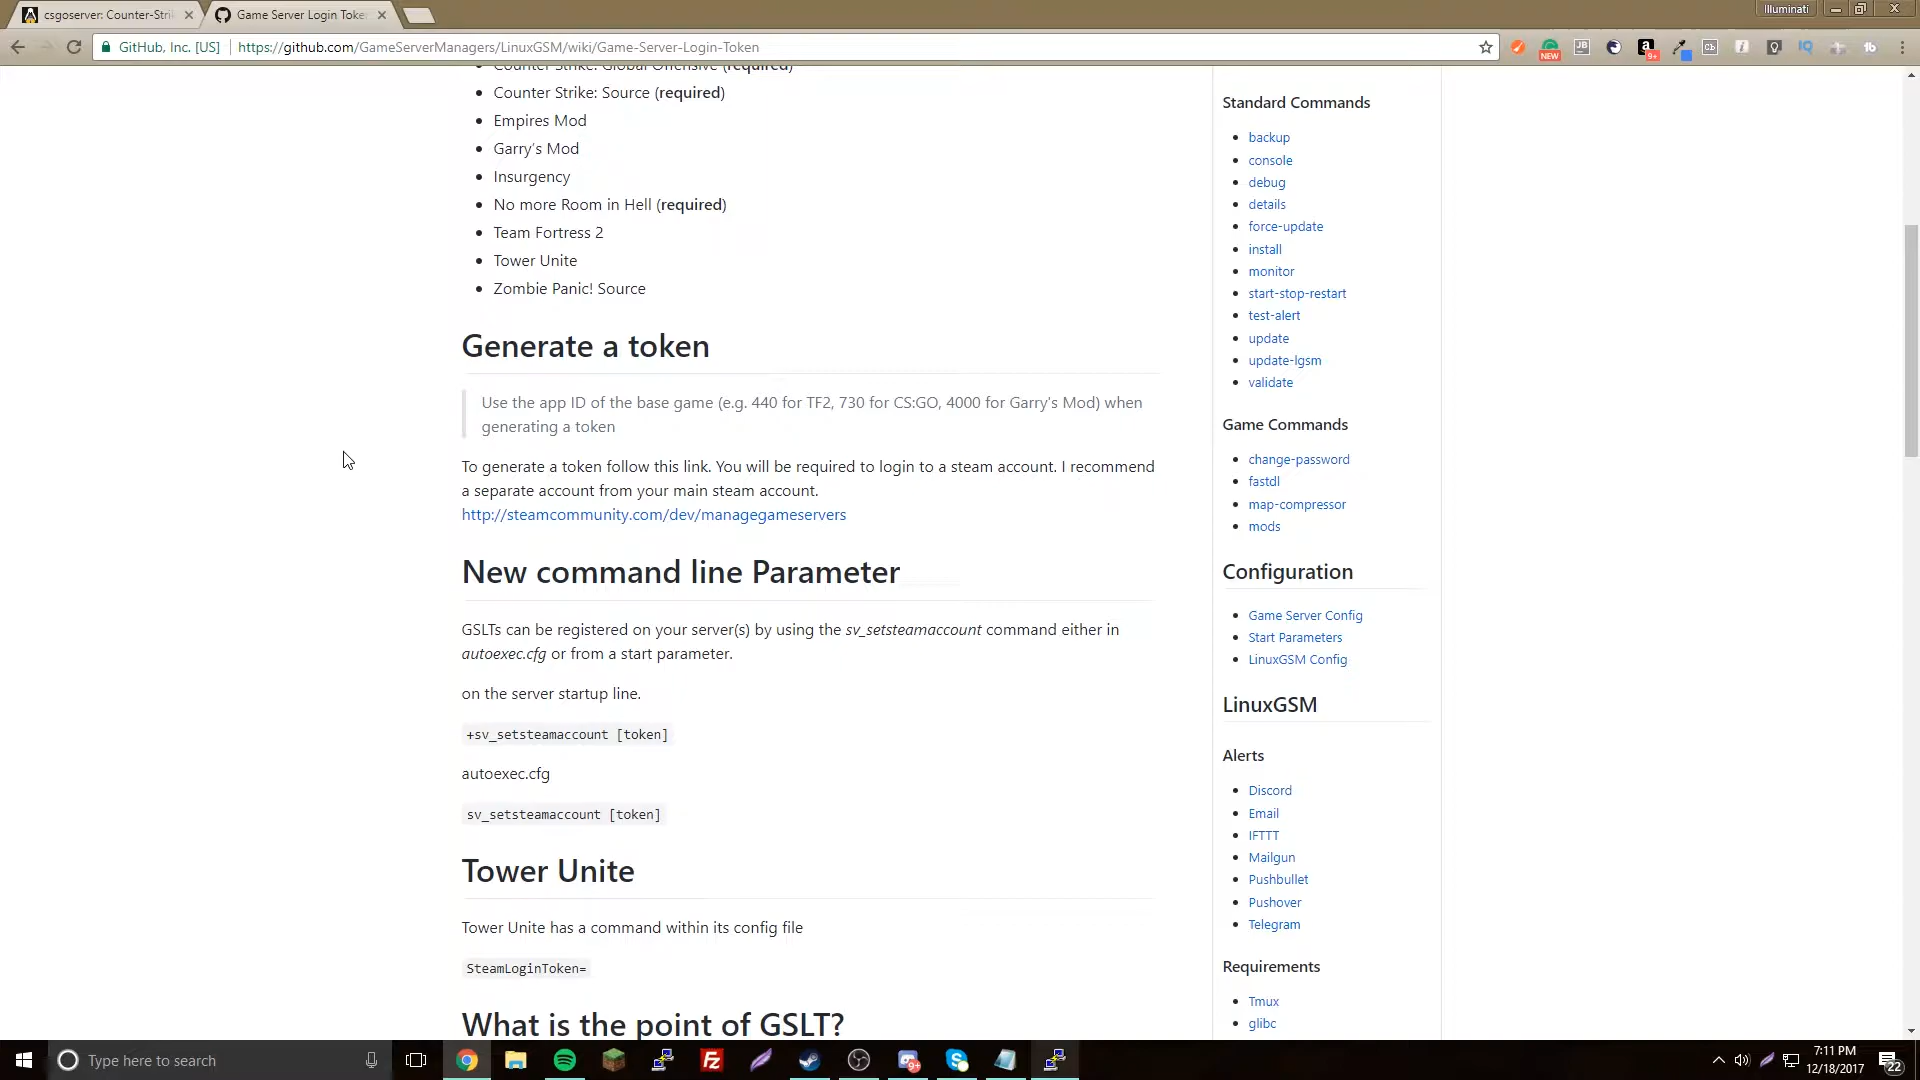 csgoserver: Counter-Stri
Game Server Login Toke
Illuminati
GitHub, Inc. [US]
https://github.com/GameServerManagers/LinuxGSM/wiki/Game-Server-Login-Token
Counter Strike: Global Offensive (required)
Counter Strike: Source (required)
Empires Mod
Garry's Mod
Insurgency
No more Room in Hell (required)
Team Fortress 2
Tower Unite
Zombie Panic! Source
Generate a token
Use the app ID of the base game (e.g. 440 for TF2, 730 for CS:GO, 4000 for Garry's Mod) when
generating a token
To generate a token follow this link. You will be required to login to a steam account. I recommend
a separate account from your main steam account.
http://steamcommunity.com/dev/managegameservers
New command line Parameter
GSLTs can be registered on your server(s) by using the sv_setsteamaccount command either in
autoexec.cfg or from a start parameter.
on the server startup line.
+sv_setsteamaccount [token]
autoexec.cfg
sv_setsteamaccount [token]
Tower Unite
Tower Unite has a command within its config file
SteamLoginToken=
What is the point of GSLT?
Standard Commands
backup
console
debug
details
force-update
install
monitor
start-stop-restart
test-alert
update
update-lgsm
validate
Game Commands
change-password
fastdl
map-compressor
mods
Configuration
Game Server Config
Start Parameters
LinuxGSM Config
LinuxGSM
Alerts
Discord
Email
IFTTT
Mailgun
Pushbullet
Pushover
Telegram
Requirements
Tmux
glibc
Type here to search
7:11 PM
12/18/2017
22